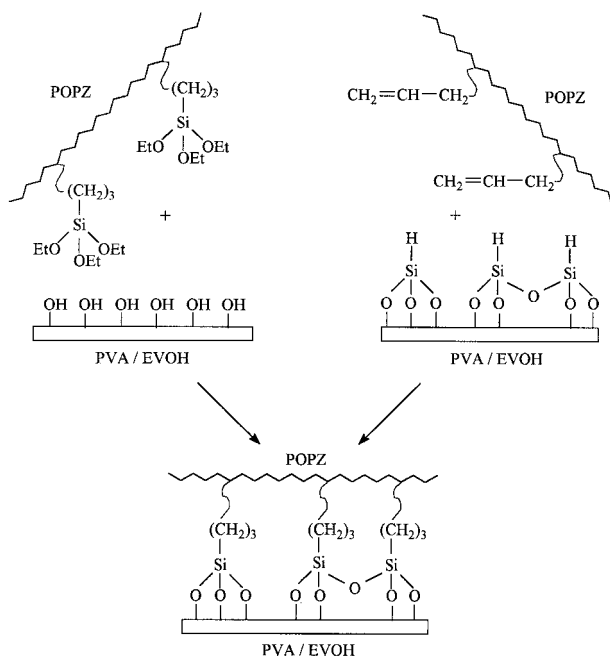 POPZ
(CH2)3
Si
EtO OEt OEt
(CH2)3
Si
EtO OEt OEt
+
OH OH OH OH OH OH
PVA / EVOH
CH2=CH—CH2
POPZ
CH2=CH—CH2
+
H H H
Si Si Si
O
O O O O O O O
PVA / EVOH
POPZ
(CH2)3 (CH2)3 (CH2)3
Si Si Si
O
O O O O O O O
PVA / EVOH